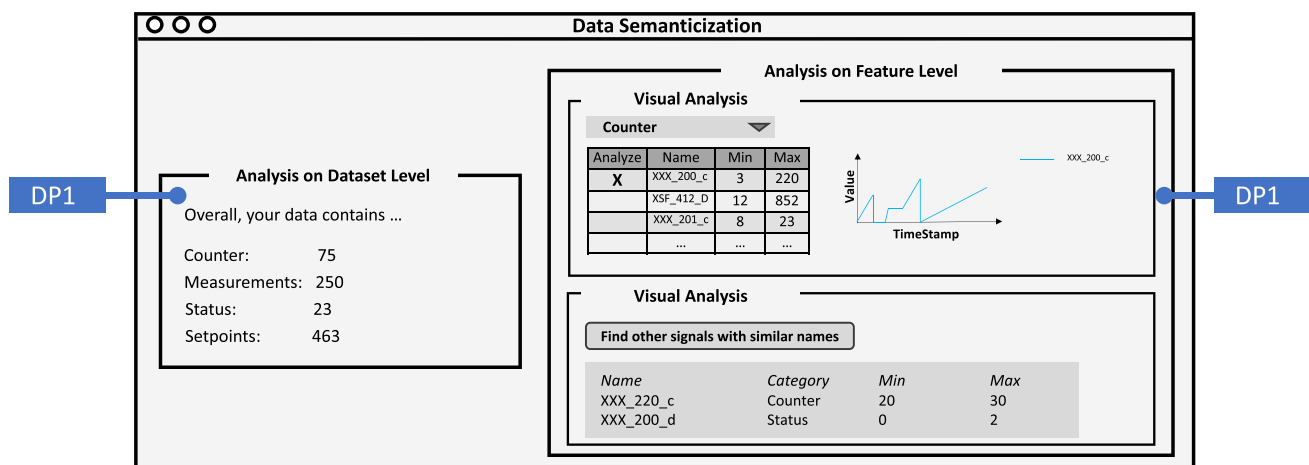 Data Semanticization
DP1
Analysis on Dataset Level
Overall, your data contains ...
Counter: 75
Measurements: 250
Status: 23
Setpoints: 463
Analysis on Feature Level
Visual Analysis
Counter
Analyze Name Min Max
X XXX_200_c 3 220
XSF_412_D 12 852
XXX_201_c 8 23
... ... ...
Value
TimeStamp
XXX_200_c
DP1
Visual Analysis
Find other signals with similar names
Name Category Min Max
XXX_220_c Counter 20 30
XXX_200_d Status 0 2